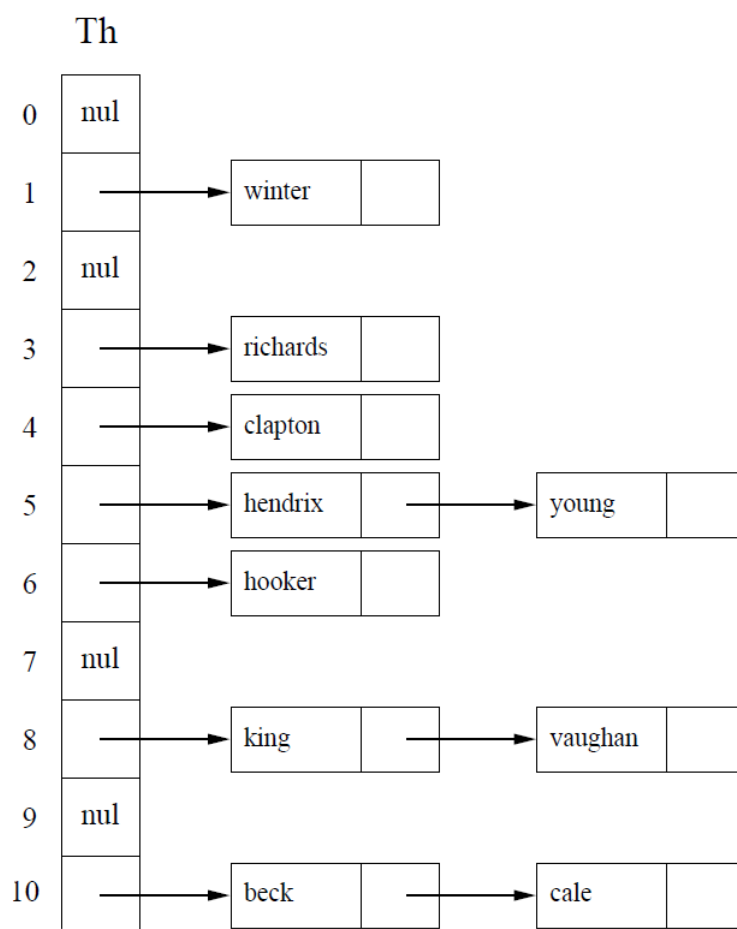 Th
0 nul
1 winter
2 nul
3 richards
4 clapton
5 hendrix young
6 hooker
7 nul
8 king vaughan
9 nul
10 beck cale